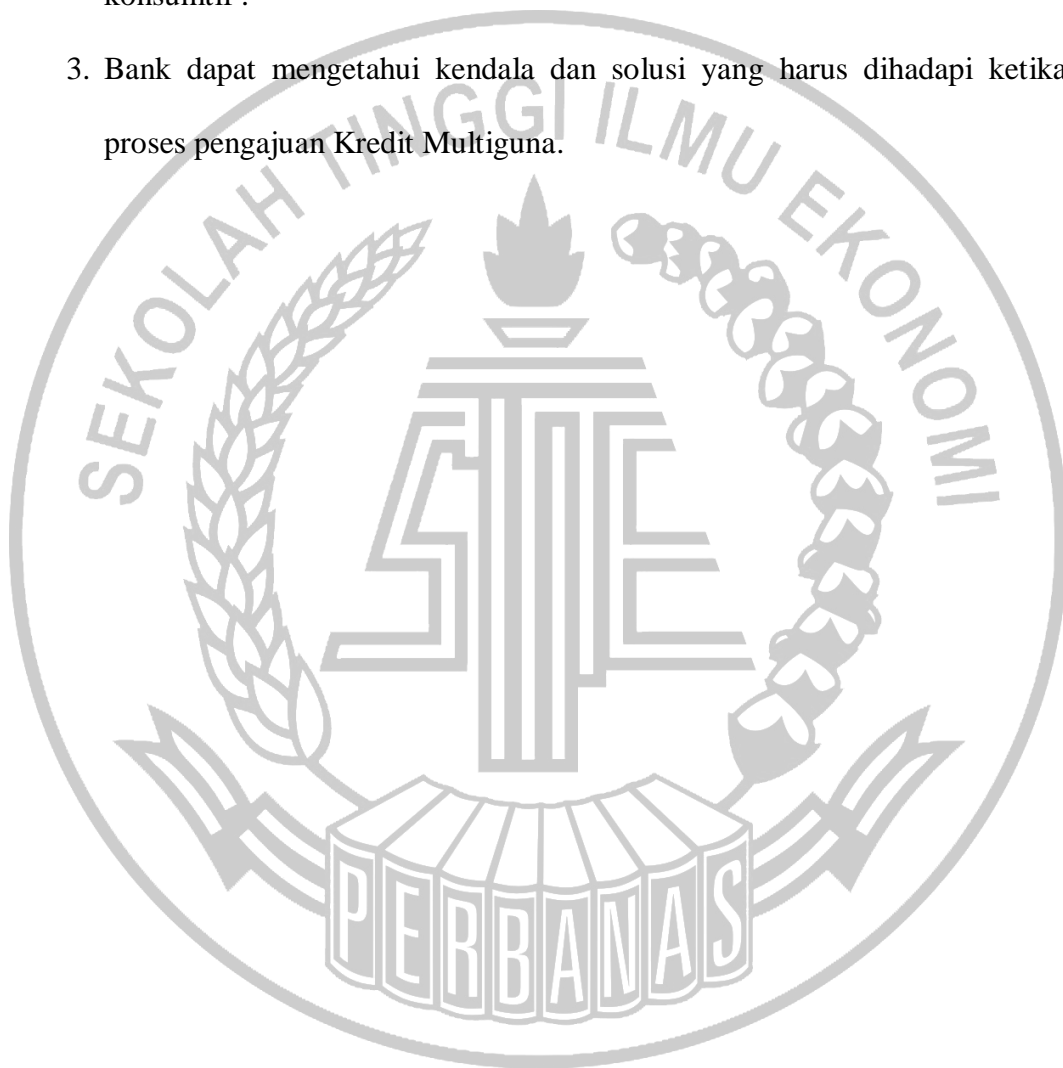 3. Bank dapat mengetahui kendala dan solusi yang harus dihadapi ketika
proses pengajuan Kredit Multiguna.
SEKOLAH TINGGI ILMU EKONOMI
STIE
PERBANAS